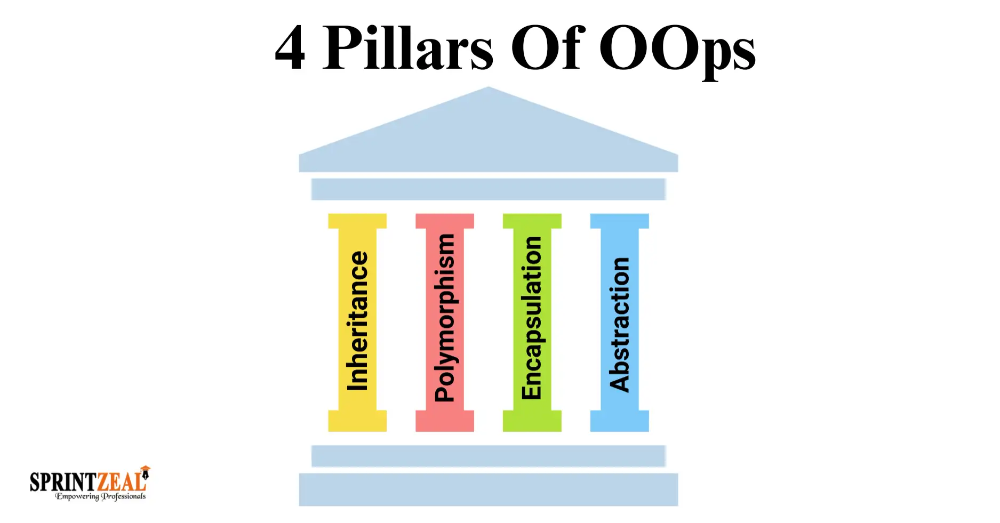 4 Pillars Of OOps
Inheritance
Polymorphism
Encapsulation
Abstraction
SPRINTZEAL
Empowering Professionals